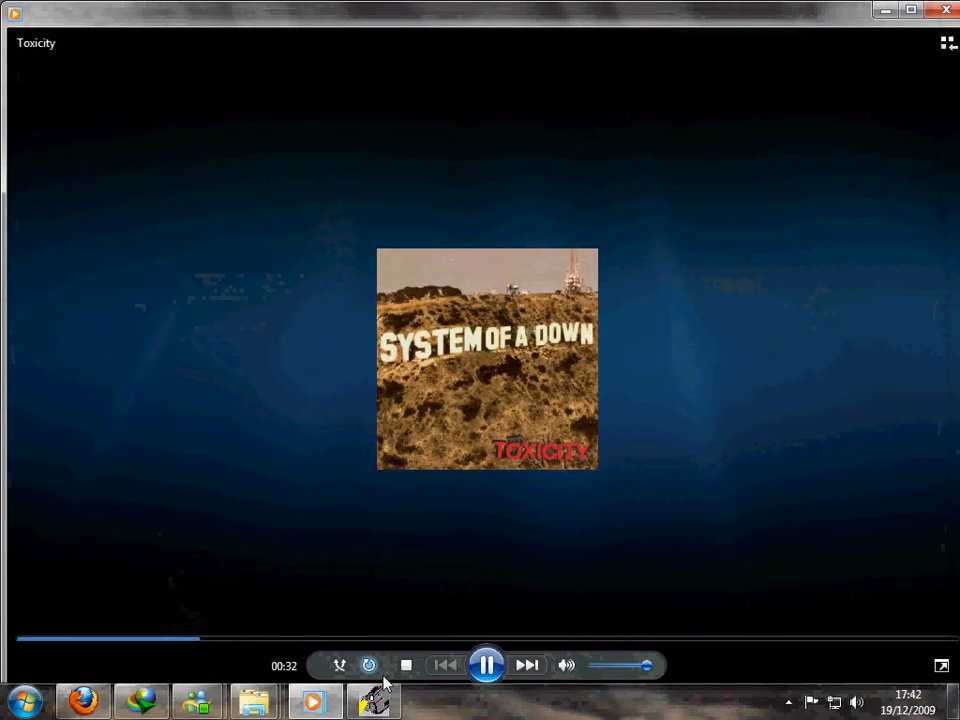 Toxicity
SYSTEM OF A DOWN
TOXICITY
00:32
17:42
19/12/2009